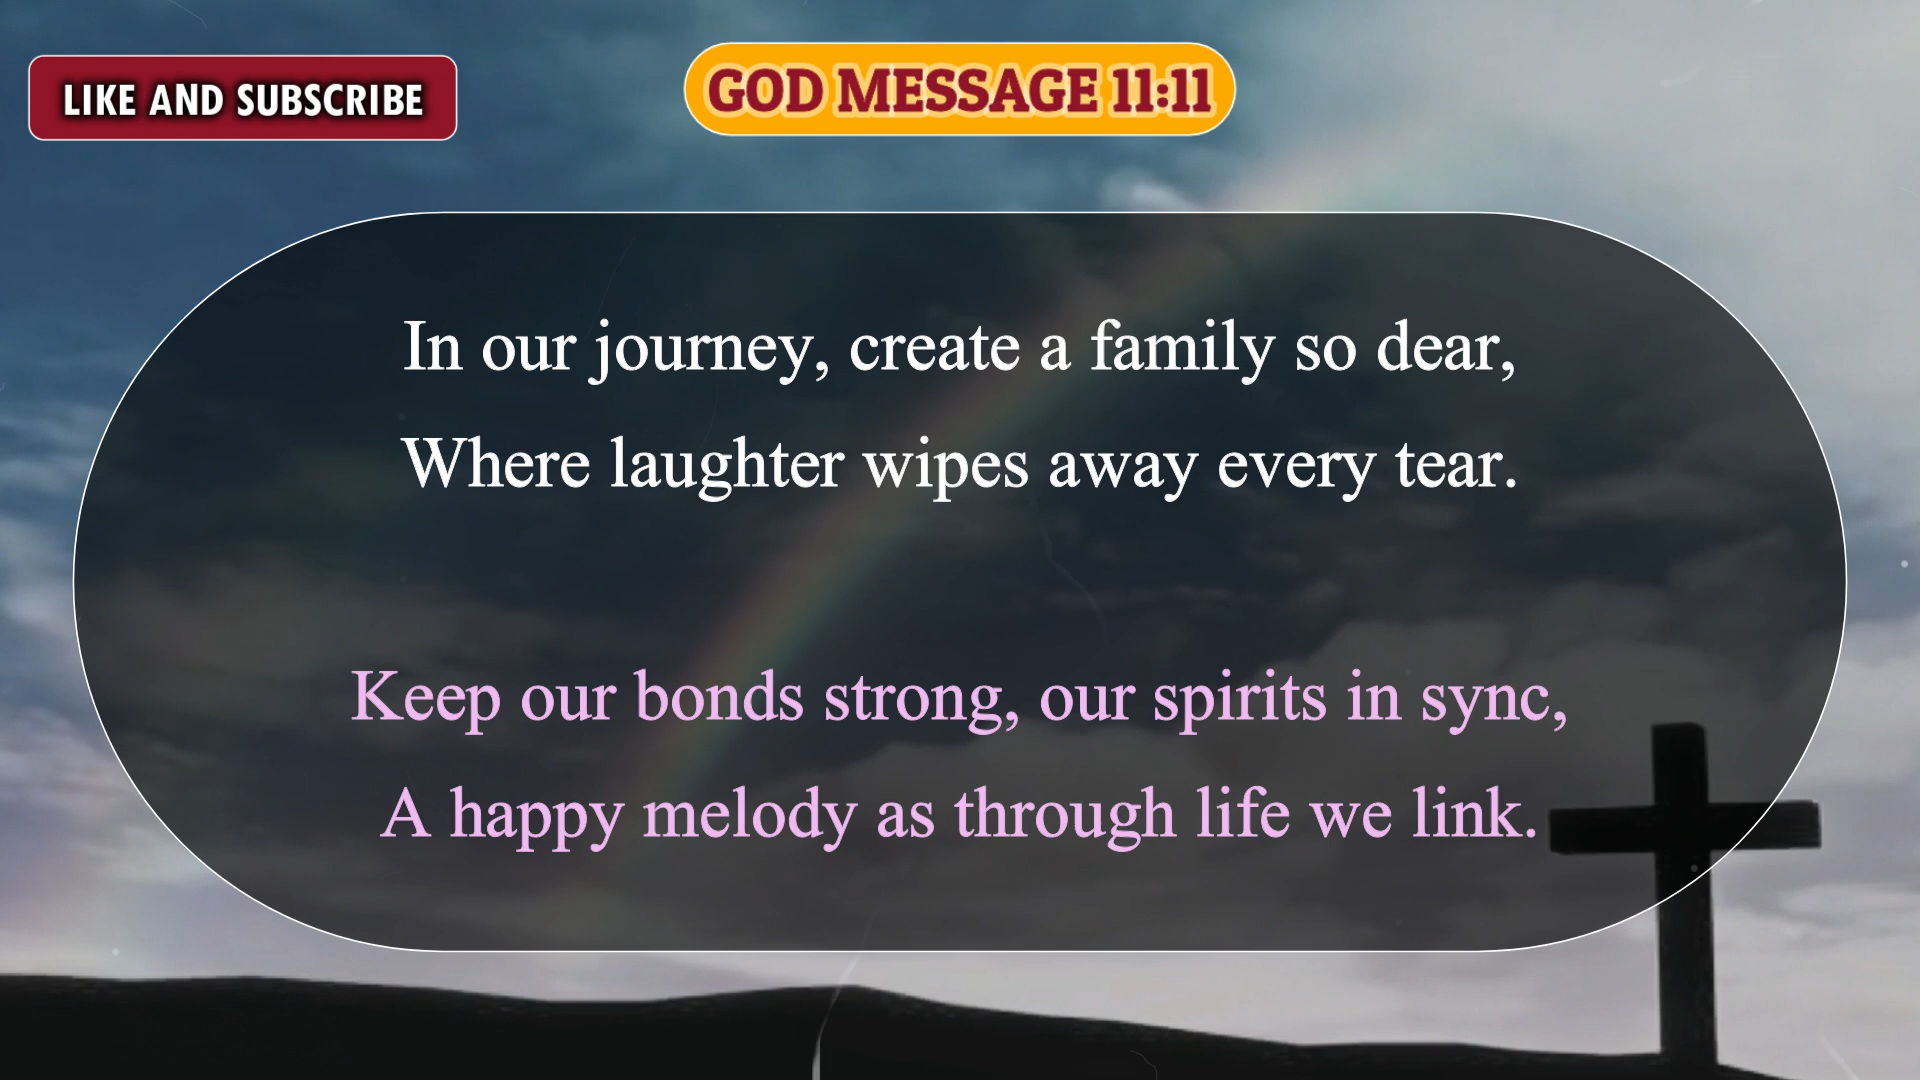 LIKE AND SUBSCRIBE
GOD MESSAGE 11:11
In our journey, create a family so dear,
Where laughter wipes away every tear.
Keep our bonds strong, our spirits in sync,
A happy melody as through life we link.